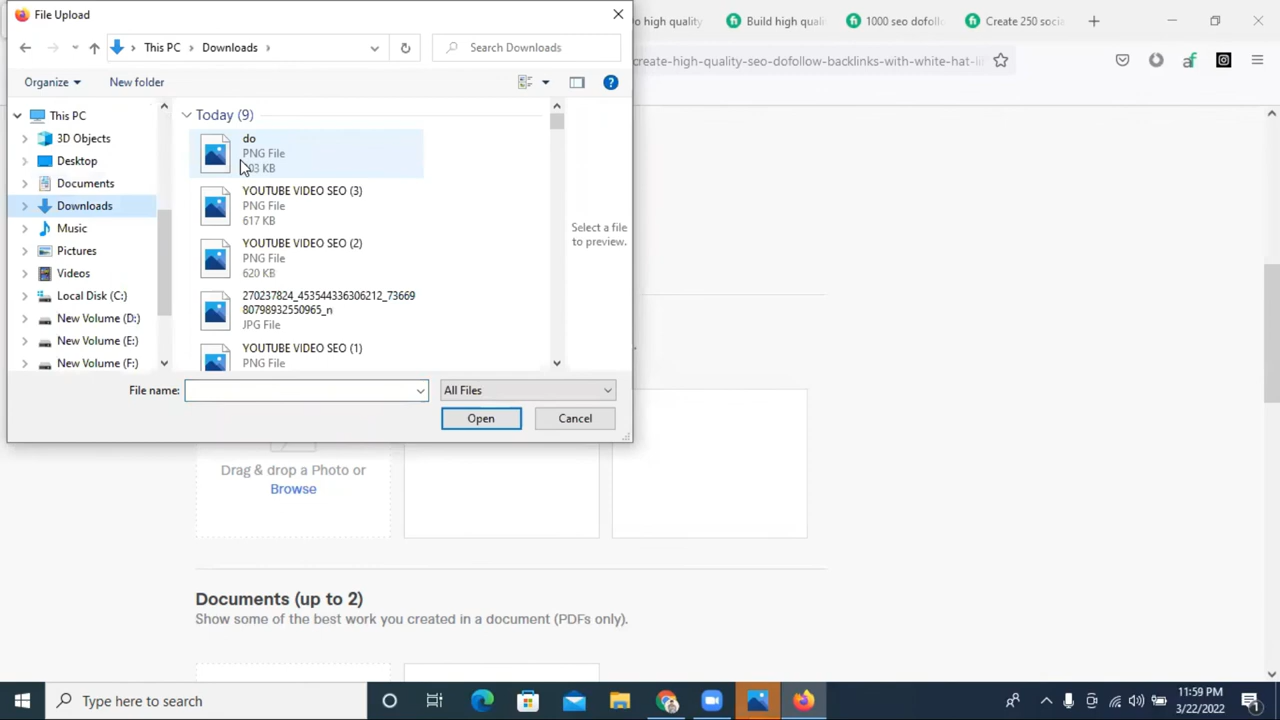 File Upload
o high quality
Build high qual
1000 seo dofoll
Create 250 soci
This PC
Downloads
Search Downloads
create-high-quality-seo-dofollow-backlinks-with-white-hat-l
Organize
New folder
This PC
3D Objects
Desktop
Documents
Downloads
Music
Pictures
Videos
Local Disk (C:)
New Volume (D:)
New Volume (E:)
New Volume (F:)
Today (9)
do
PNG File
03 KB
YOUTUBE VIDEO SEO (3)
PNG File
617 KB
YOUTUBE VIDEO SEO (2)
PNG File
620 KB
270237824_453544336306212_73669
80798932550965_n
JPG File
YOUTUBE VIDEO SEO (1)
PNG File
Select a file
to preview.
File name:
All Files
Open
Cancel
Drag & drop a Photo or
Browse
Documents (up to 2)
Show some of the best work you created in a document (PDFs only).
Type here to search
11:59 PM
3/22/2022